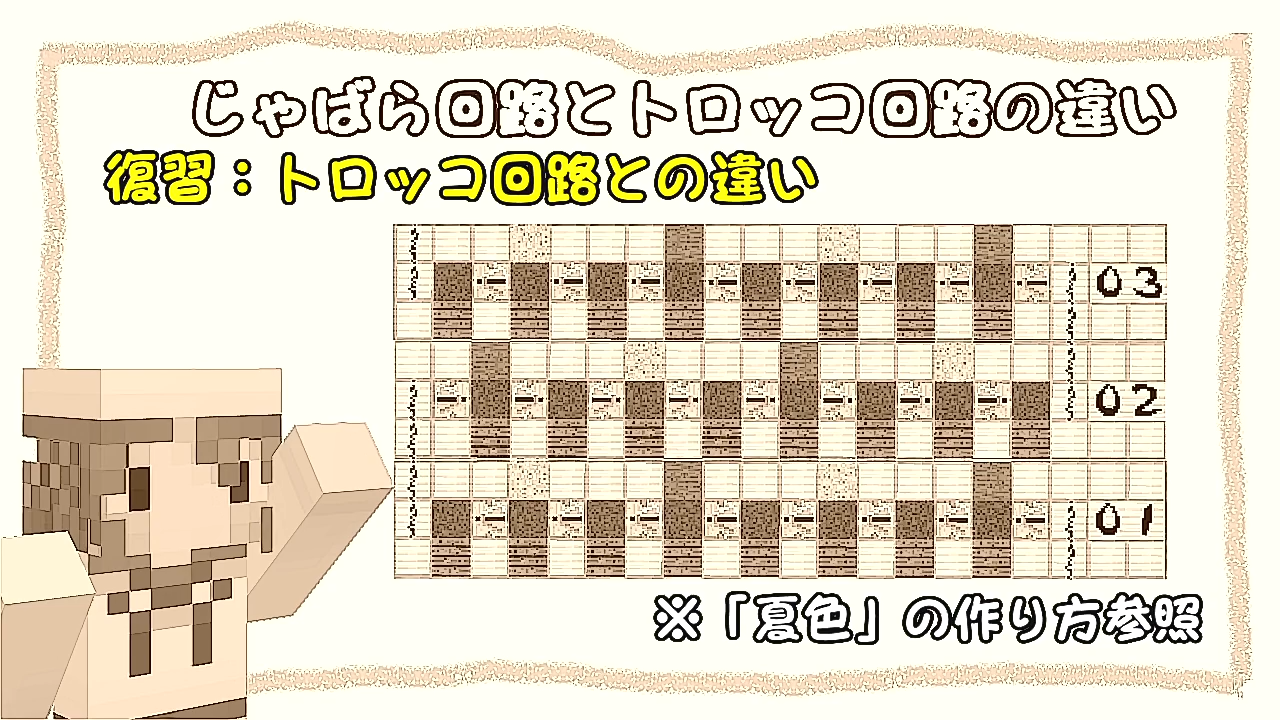 じゃばら回路とトロッコ回路の違い
復習：トロッコ回路との違い
03
02
01
※「夏色」の作り方参照